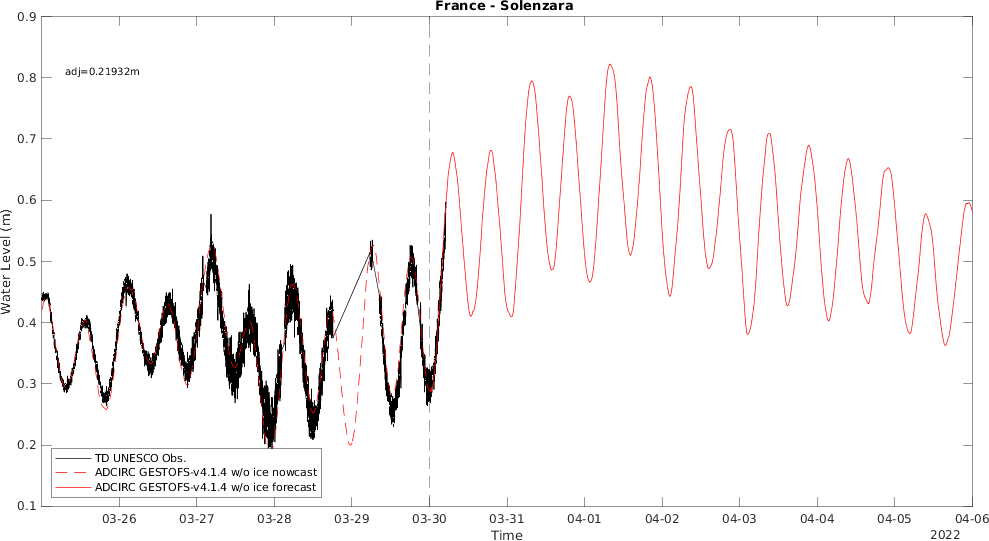 France - Solenzara
adj=0.21932m
Water Level (m)
0.9
0.8
0.7
0.6
0.5
0.4
0.3
0.2
0.1
TD UNESCO Obs.
ADCIRC GESTOFS-v4.1.4 w/o ice nowcast
ADCIRC GESTOFS-v4.1.4 w/o ice forecast
03-26 03-27 03-28 03-29 03-30 03-31 04-01 04-02 04-03 04-04 04-05 04-06
Time
2022